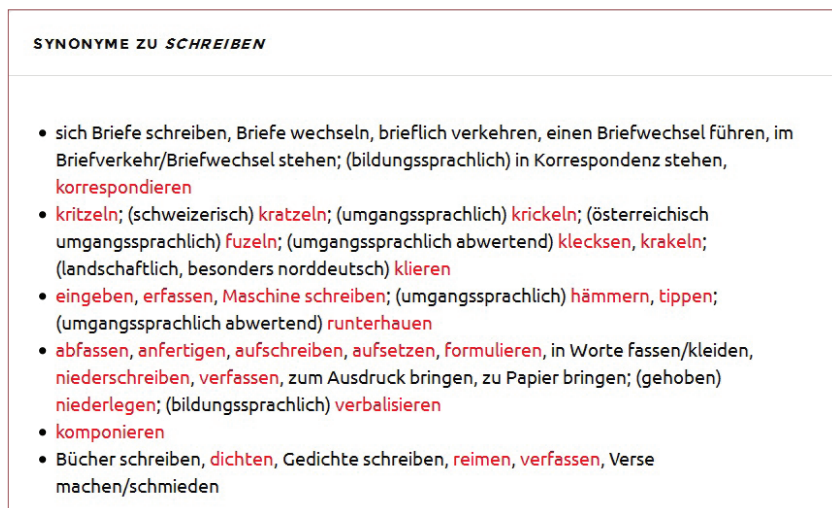 SYNONYME ZU SCHREIBEN
• sich Briefe schreiben, Briefe wechseln, brieflich verkehren, einen Briefwechsel führen, im
Briefverkehr/Briefwechsel stehen; (bildungssprachlich) in Korrespondenz stehen,
korrespondieren
• kritzeln; (schweizerisch) kratzeln; (umgangssprachlich) krickeln; (österreichisch
umgangssprachlich) fuzeln; (umgangssprachlich abwertend) klecksen, krakeln;
(landschaftlich, besonders norddeutsch) klieren
• eingeben, erfassen, Maschine schreiben; (umgangssprachlich) hämmern, tippen;
(umgangssprachlich abwertend) runterhauen
• abfassen, anfertigen, aufschreiben, aufsetzen, formulieren, in Worte fassen/kleiden,
niederschreiben, verfassen, zum Ausdruck bringen, zu Papier bringen; (gehoben)
niederlegen; (bildungssprachlich) verbalisieren
• komponieren
• Bücher schreiben, dichten, Gedichte schreiben, reimen, verfassen, Verse
machen/schmieden